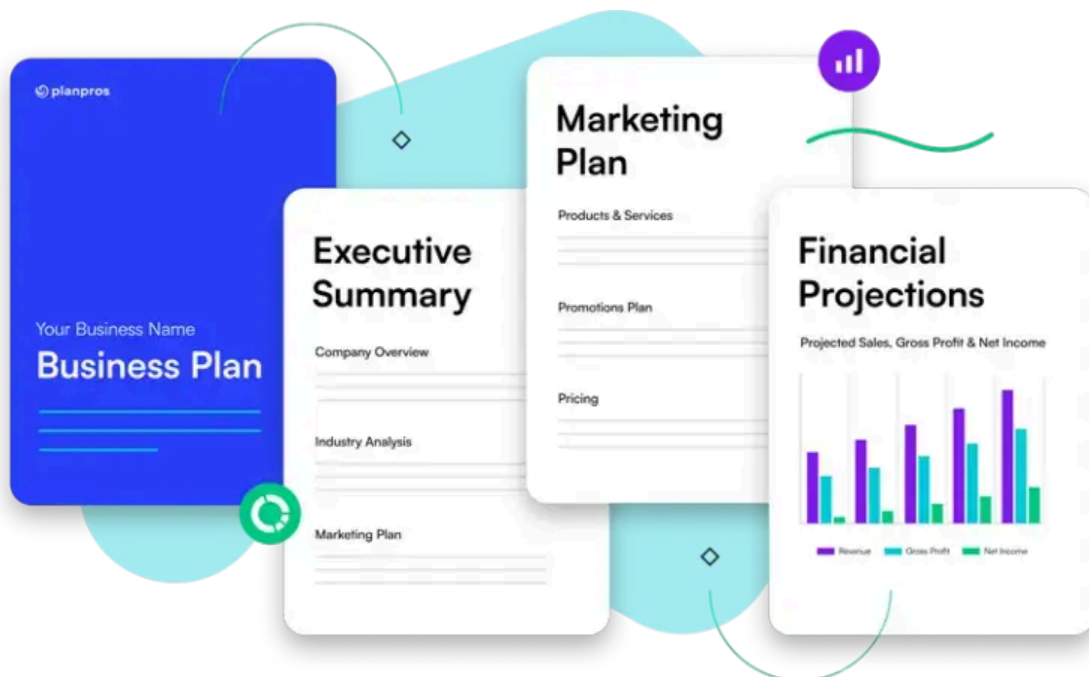 planpros
Your Business Name
Business Plan
Executive
Summary
Company Overview
Industry Analysis
Marketing Plan
Marketing
Plan
Products & Services
Promotions Plan
Pricing
Financial
Projections
Projected Sales, Gross Profit & Net Income
Revenue
Gross Profit
Net Income